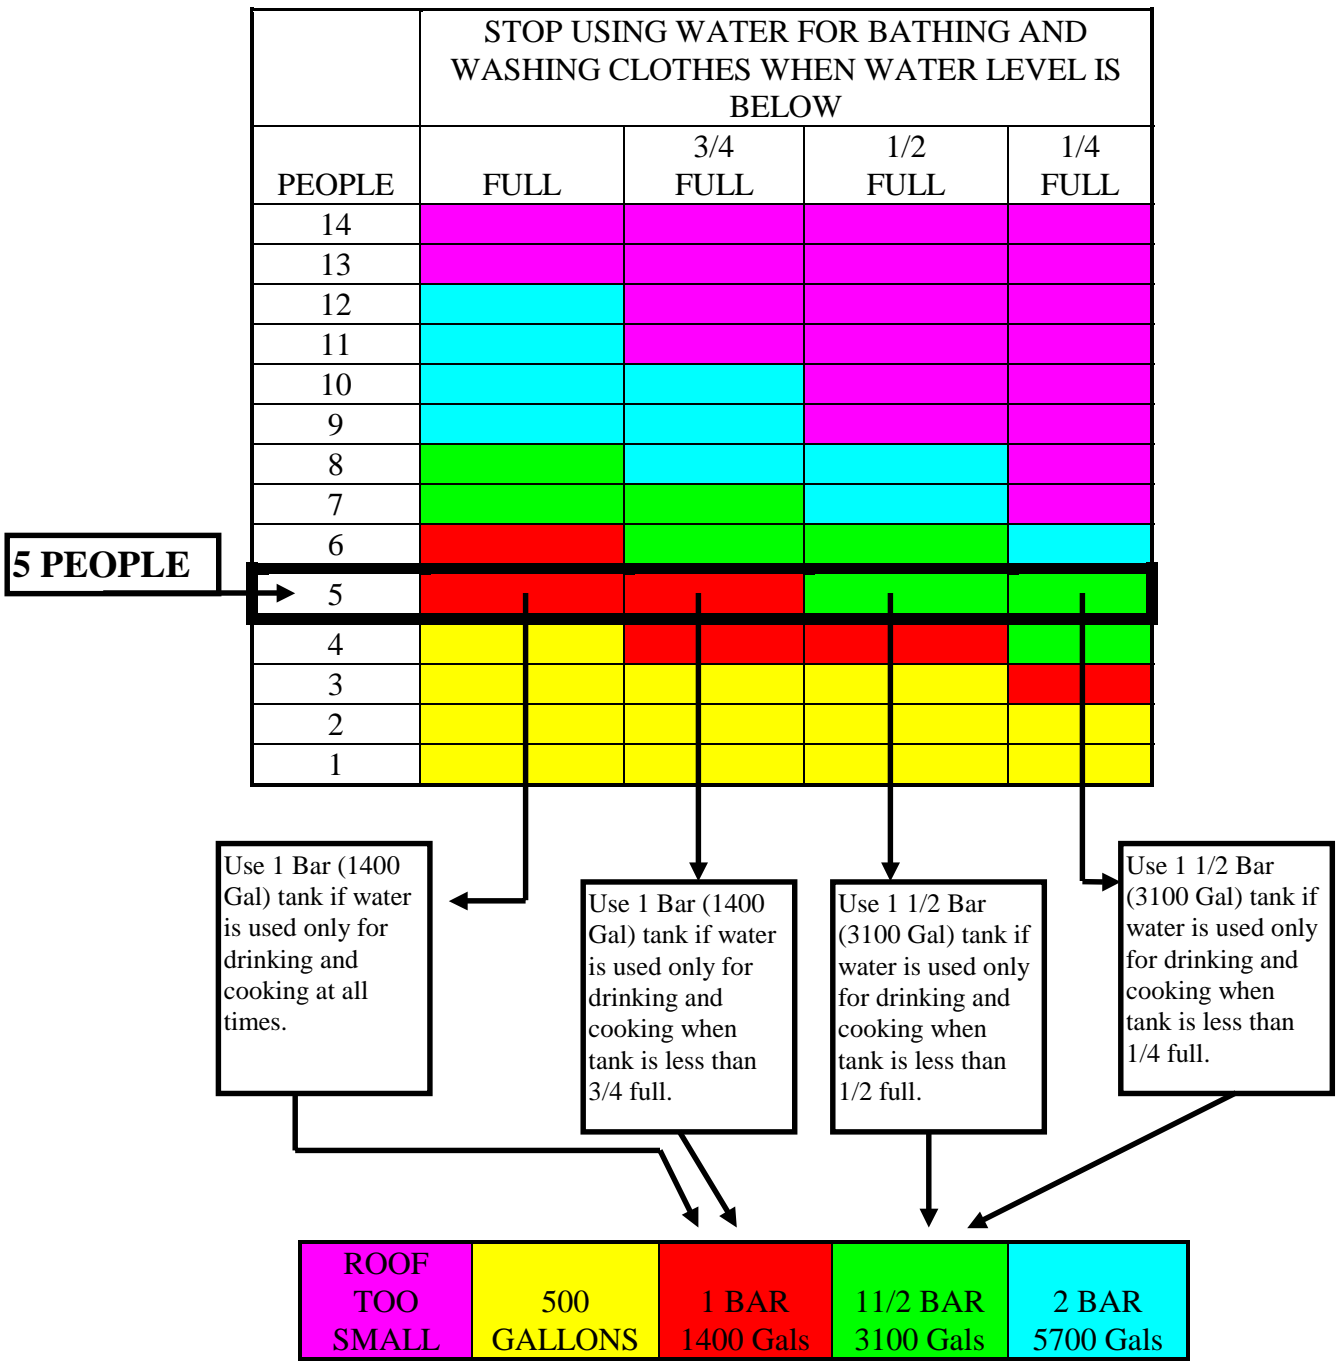 STOP USING WATER FOR BATHING AND
WASHING CLOTHES WHEN WATER LEVEL IS
BELOW
PEOPLE
FULL
3/4
FULL
1/2
FULL
1/4
FULL
14
13
12
11
10
9
8
7
6
5 PEOPLE
5
4
3
2
1
Use 1 Bar (1400
Gal) tank if water
is used only for
drinking and
cooking at all
times.
Use 1 Bar (1400
Gal) tank if water
is used only for
drinking and
cooking when
tank is less than
3/4 full.
Use 1 1/2 Bar
(3100 Gal) tank if
water is used only
for drinking and
cooking when
tank is less than
1/2 full.
Use 1 1/2 Bar
(3100 Gal) tank if
water is used only
for drinking and
cooking when
tank is less than
1/4 full.
ROOF
TOO
SMALL
500
GALLONS
1 BAR
1400 Gals
11/2 BAR
3100 Gals
2 BAR
5700 Gals